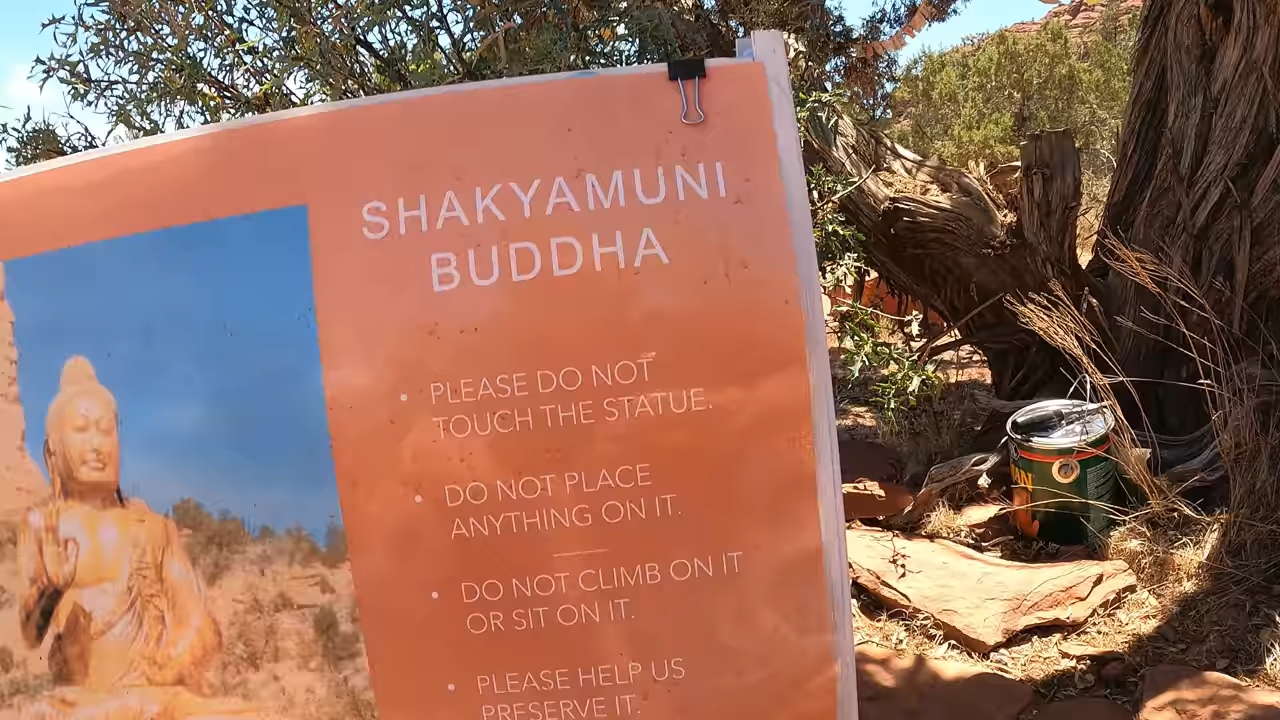 SHAKYAMUNI
BUDDHA
• PLEASE DO NOT
TOUCH THE STATUE.
• DO NOT PLACE
ANYTHING ON IT.
• DO NOT CLIMB ON IT
OR SIT ON IT.
• PLEASE HELP US
PRESERVE IT.